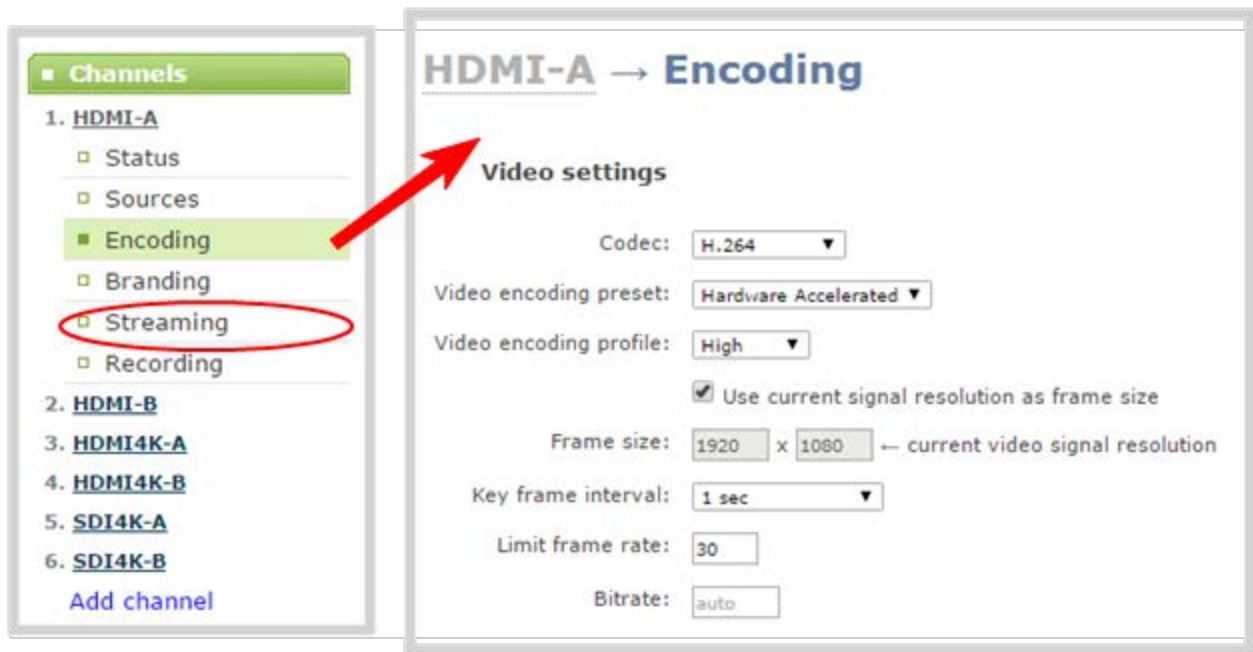 Channels
1. HDMI-A
Status
Sources
Encoding
Branding
Streaming
Recording
2. HDMI-B
3. HDMI4K-A
4. HDMI4K-B
5. SDI4K-A
6. SDI4K-B
Add channel
HDMI-A → Encoding
Video settings
Codec: H.264
Video encoding preset: Hardware Accelerated
Video encoding profile: High
Use current signal resolution as frame size
Frame size: 1920 x 1080 ← current video signal resolution
Key frame interval: 1 sec
Limit frame rate: 30
Bitrate: auto